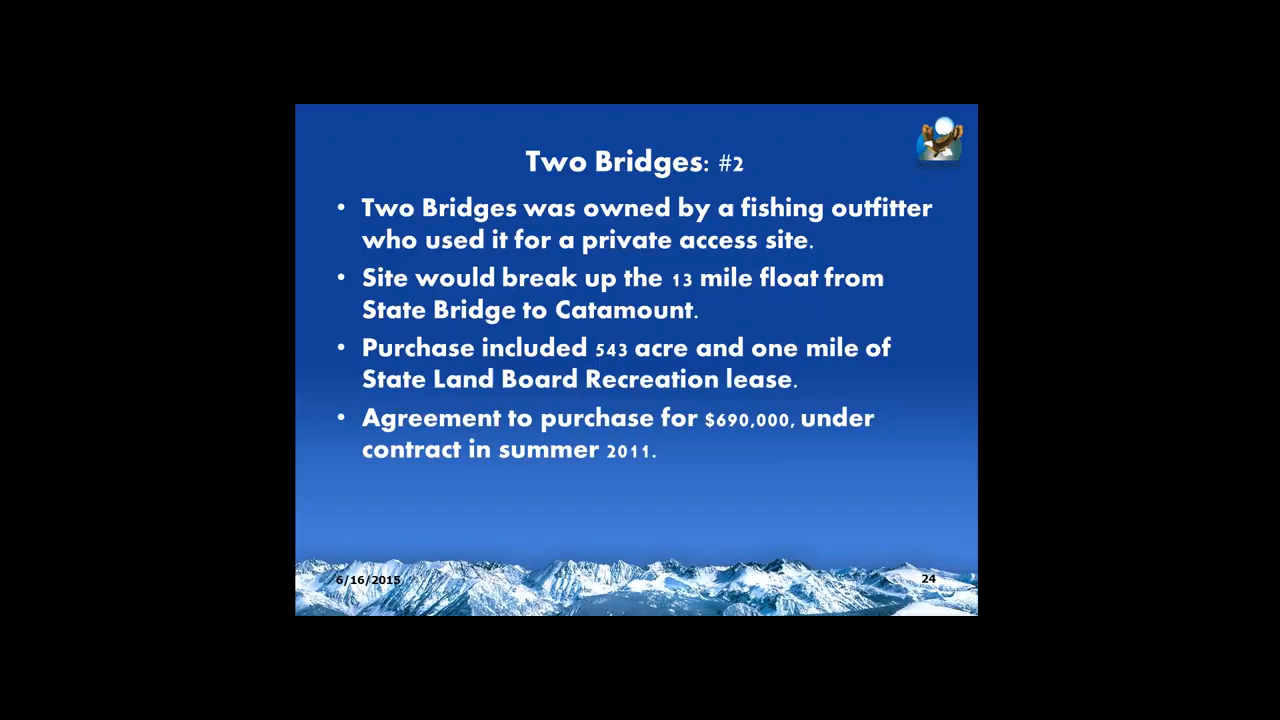 Two Bridges: #2
• Two Bridges was owned by a fishing outfitter
who used it for a private access site.
• Site would break up the 13 mile float from
State Bridge to Catamount.
• Purchase included 543 acre and one mile of
State Land Board Recreation lease.
• Agreement to purchase for $690,000, under
contract in summer 2011.
6/16/2015
24